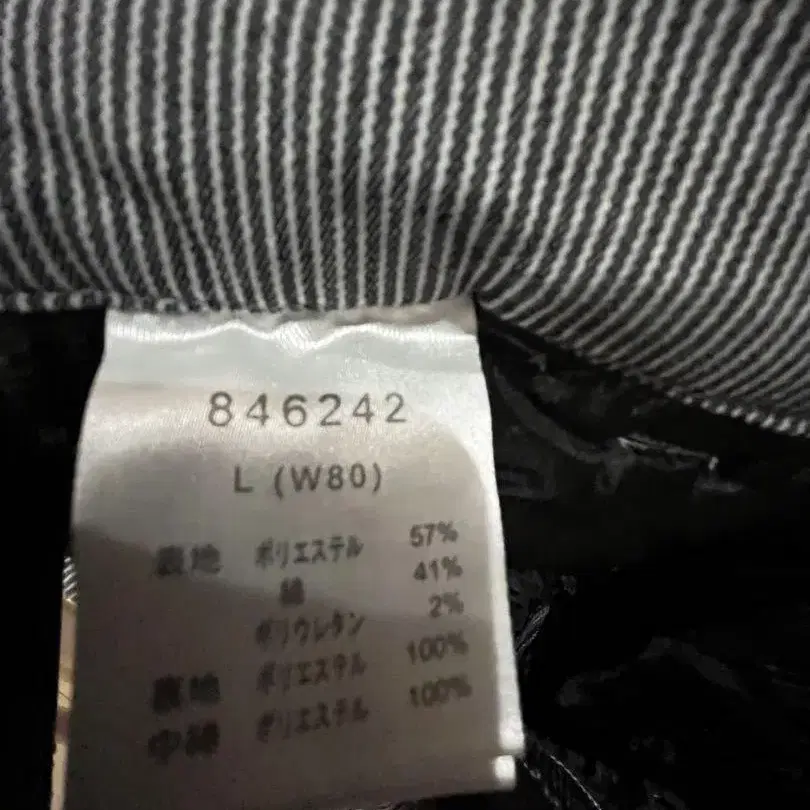 846242
L (W80)
表地 ポリエステル 57%
綿 41%
ポリウレタン 2%
裏地 ポリエステル 100%
中綿 ポリエステル 100%